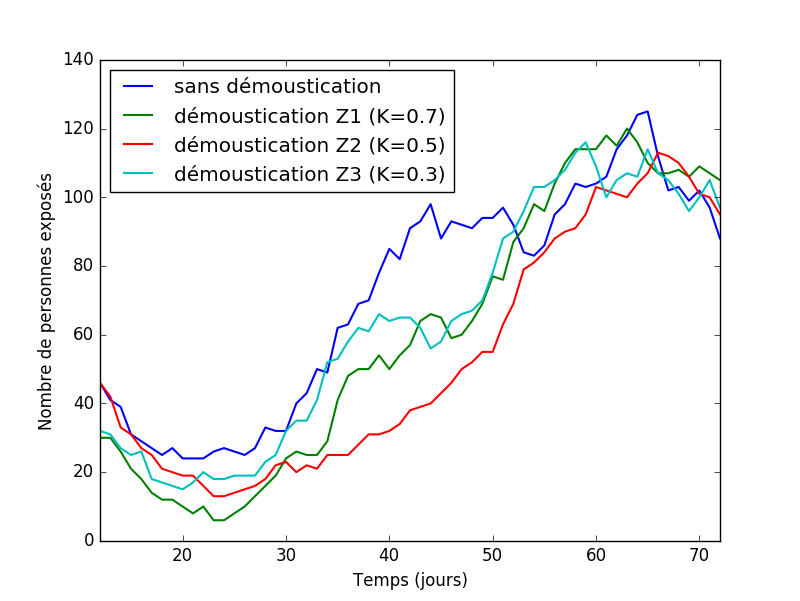 140
120
100
80
60
40
20
0
Nombre de personnes exposés
sans démoustication
démoustication Z1 (K=0.7)
démoustication Z2 (K=0.5)
démoustication Z3 (K=0.3)
20 30 40 50 60 70
Temps (jours)